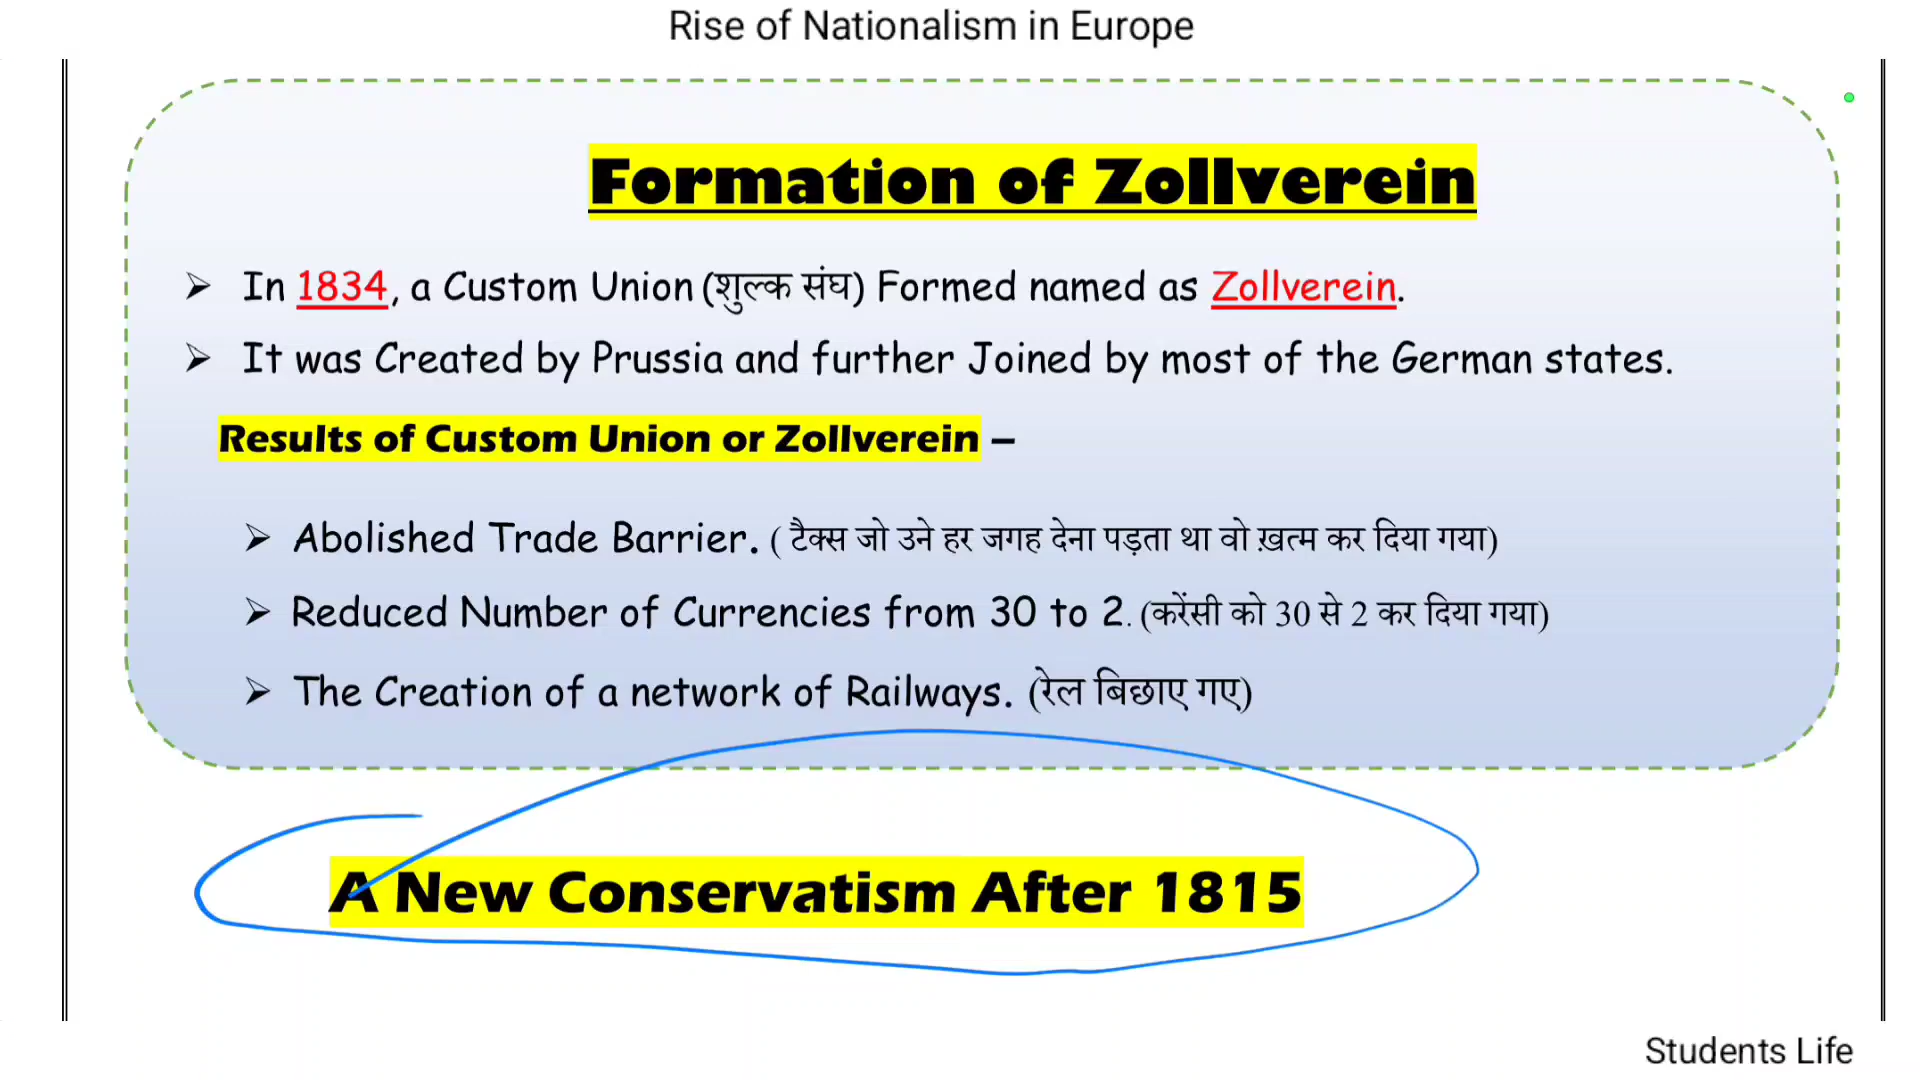 Rise of Nationalism in Europe
Formation of Zollverein
➢ In 1834, a Custom Union (शुल्क संघ) Formed named as Zollverein.
➢ It was Created by Prussia and further Joined by most of the German states.
Results of Custom Union or Zollverein –
➢ Abolished Trade Barrier. ( टैक्स जो उने हर जगह देना पड़ता था वो ख़त्म कर दिया गया)
➢ Reduced Number of Currencies from 30 to 2. (करेंसी को 30 से 2 कर दिया गया)
➢ The Creation of a network of Railways. (रेल बिछाए गए)
A New Conservatism After 1815
Students Life